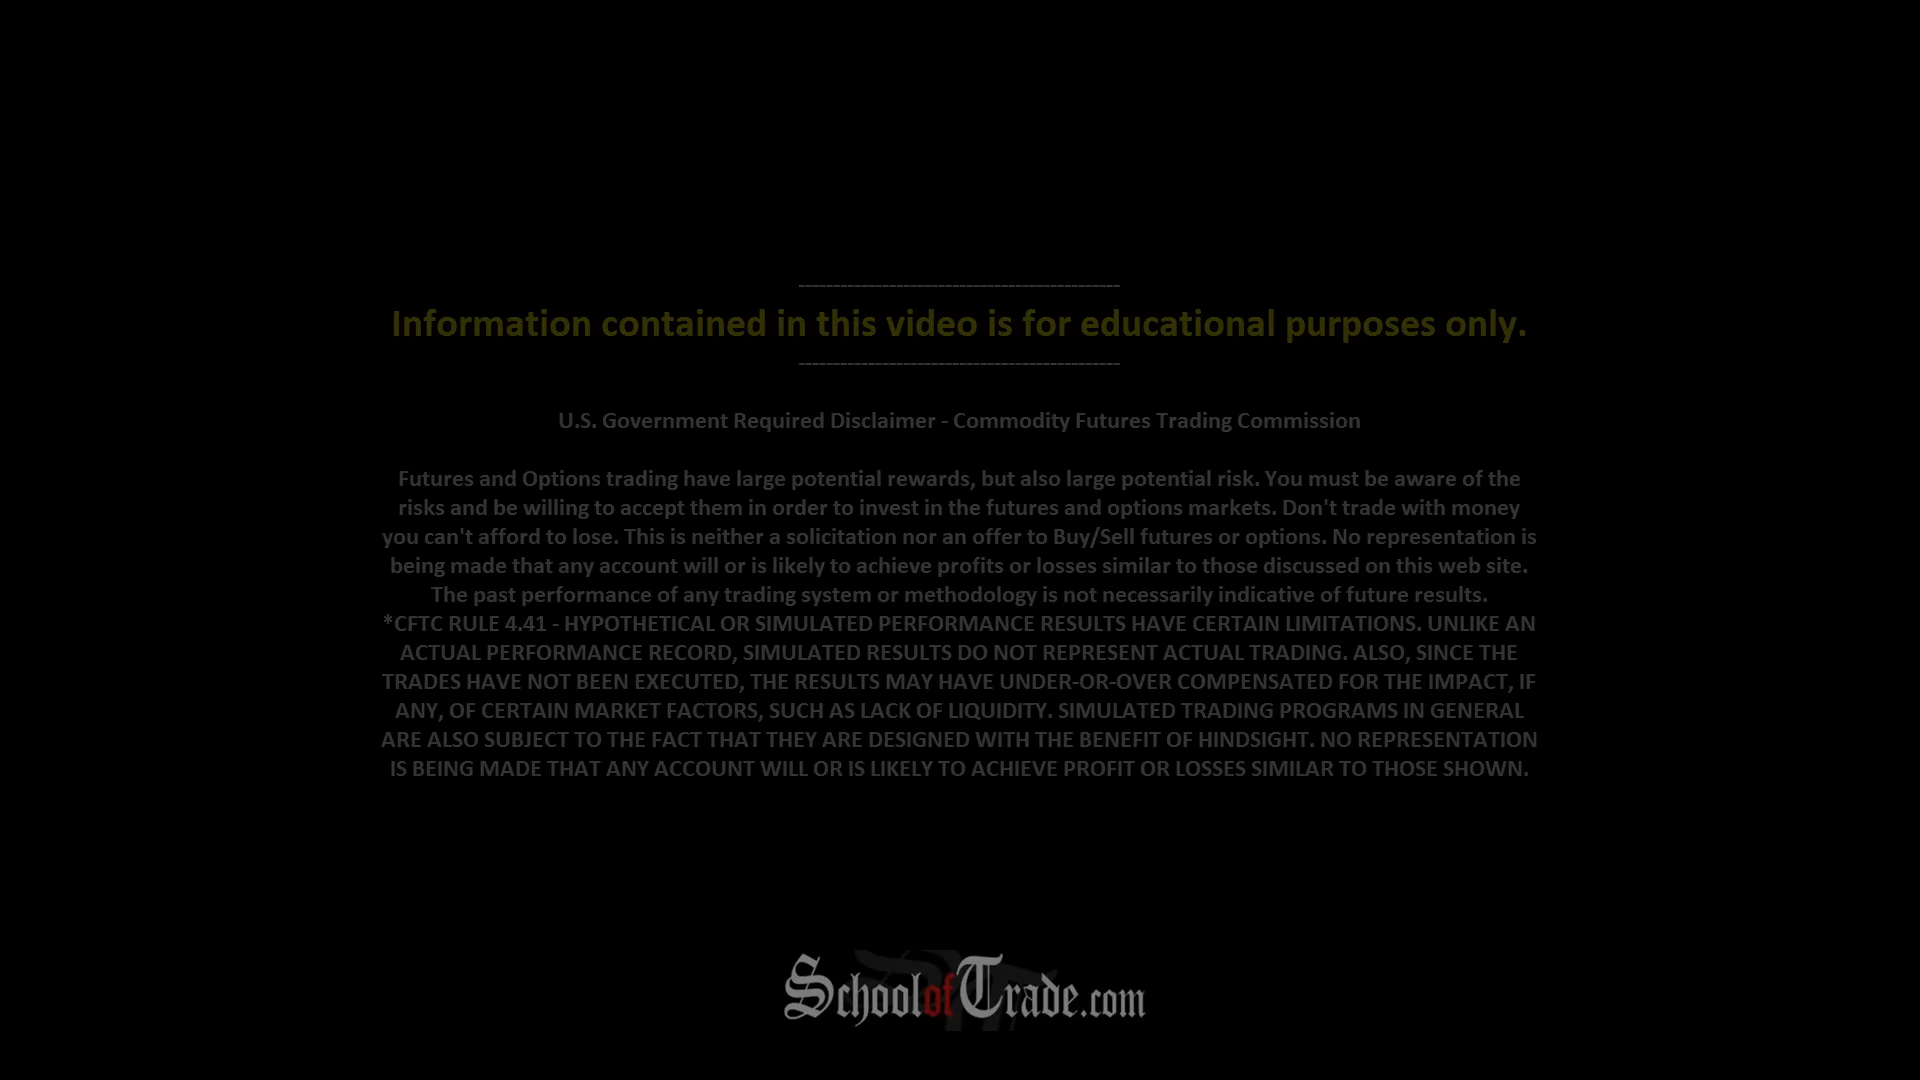 ----------------------------------------------
Information contained in this video is for educational purposes only.
----------------------------------------------
U.S. Government Required Disclaimer - Commodity Futures Trading Commission
Futures and Options trading have large potential rewards, but also large potential risk. You must be aware of the
risks and be willing to accept them in order to invest in the futures and options markets. Don't trade with money
you can't afford to lose. This is neither a solicitation nor an offer to Buy/Sell futures or options. No representation is
being made that any account will or is likely to achieve profits or losses similar to those discussed on this web site.
The past performance of any trading system or methodology is not necessarily indicative of future results.
*CFTC RULE 4.41 - HYPOTHETICAL OR SIMULATED PERFORMANCE RESULTS HAVE CERTAIN LIMITATIONS. UNLIKE AN
ACTUAL PERFORMANCE RECORD, SIMULATED RESULTS DO NOT REPRESENT ACTUAL TRADING. ALSO, SINCE THE
TRADES HAVE NOT BEEN EXECUTED, THE RESULTS MAY HAVE UNDER-OR-OVER COMPENSATED FOR THE IMPACT, IF
ANY, OF CERTAIN MARKET FACTORS, SUCH AS LACK OF LIQUIDITY. SIMULATED TRADING PROGRAMS IN GENERAL
ARE ALSO SUBJECT TO THE FACT THAT THEY ARE DESIGNED WITH THE BENEFIT OF HINDSIGHT. NO REPRESENTATION
IS BEING MADE THAT ANY ACCOUNT WILL OR IS LIKELY TO ACHIEVE PROFIT OR LOSSES SIMILAR TO THOSE SHOWN.
SchoolofTrade.com